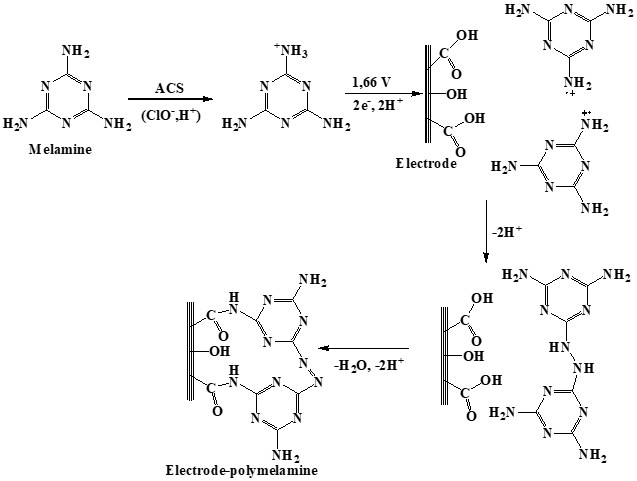 NH₂
N
N
N
H₂N
NH₂
Melamine
ACS
(ClO⁻,H⁺)
⁺NH₃
N
N
N
H₂N
NH₂
1,66 V
2e⁻, 2H⁺
OH
C
O
OH
C
OH
O
Electrode
H₂N
N
NH₂
N
N
NH₂
·+
+·
NH₂
N
N
H₂N
N
NH₂
-2H⁺
H₂N
N
NH₂
N
N
HN
NH
N
N
H₂N
N
NH₂
OH
C
O
OH
C
OH
O
-H₂O, -2H⁺
NH₂
N
H
N
C
N
N
O
OH
N
N
H
C
N
N
O
N
N
NH₂
Electrode-polymelamine